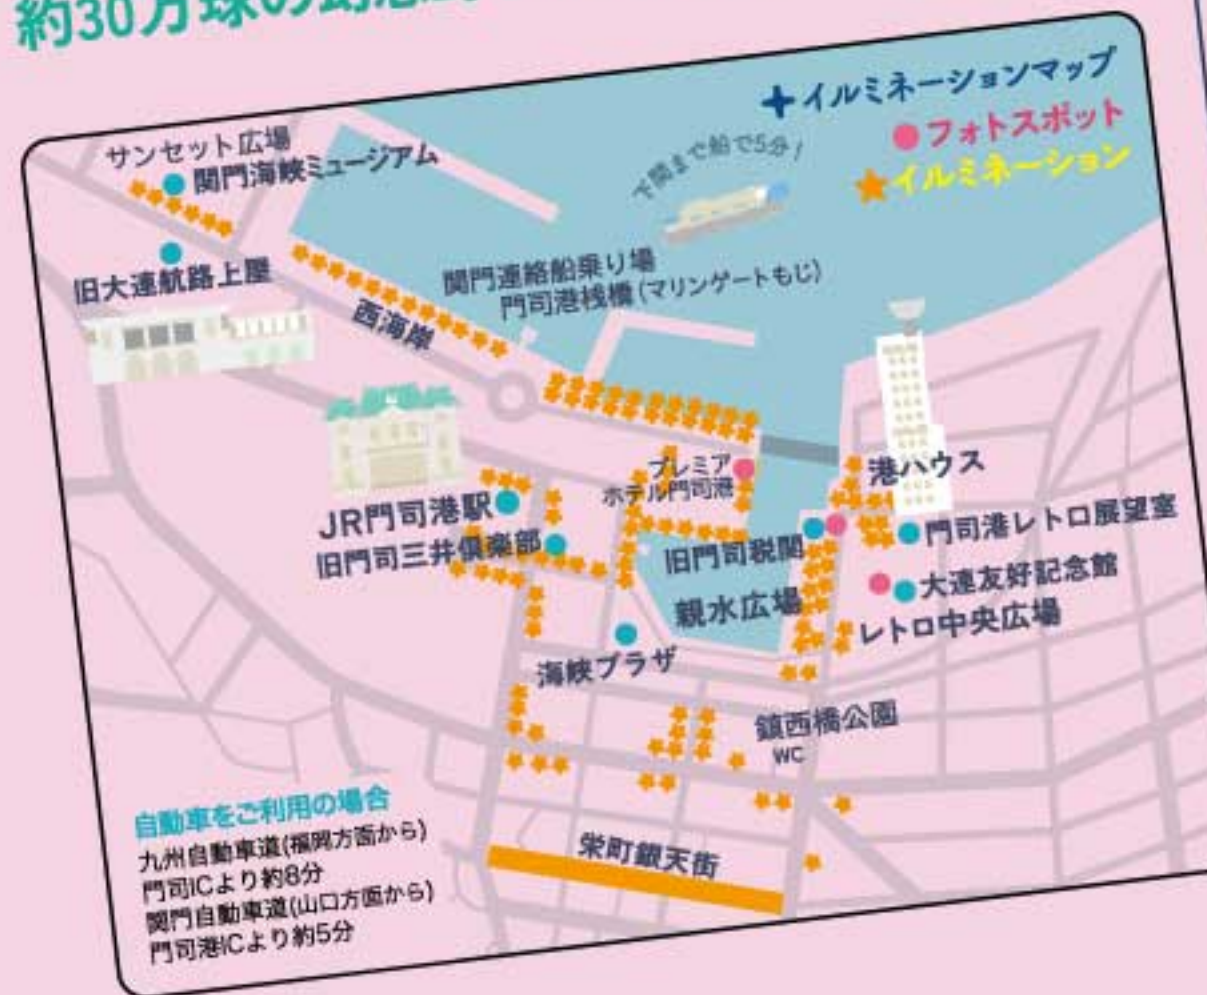 約30万球の
イルミネーションマップ
フォトスポット
イルミネーション
サンセット広場
関門海峡ミュージアム
下関まで船で5分!
旧大連航路上屋
関門連絡船乗り場
門司港桟橋(マリンゲートもじ)
西海岸
プレミア
ホテル門司港
港ハウス
JR門司港駅
旧門司三井倶楽部
旧門司税関
門司港レトロ展望室
大連友好記念館
親水広場
レトロ中央広場
海峡プラザ
鎮西橋公園
WC
栄町銀天街
自動車をご利用の場合
九州自動車道(福岡方面から)
門司ICより約8分
関門自動車道(山口方面から)
門司港ICより約5分